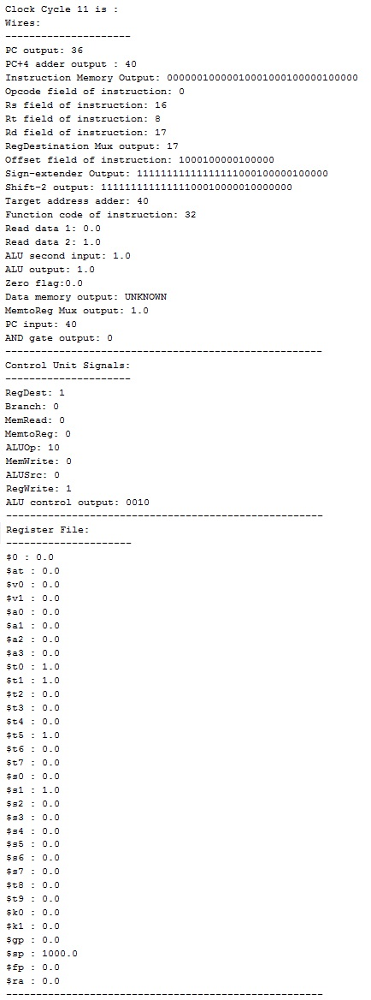 Clock Cycle 11 is :
Wires:
---------------------
PC output: 36
PC+4 adder output : 40
Instruction Memory Output: 00000010000010001000100000100000
Opcode field of instruction: 0
Rs field of instruction: 16
Rt field of instruction: 8
Rd field of instruction: 17
RegDestination Mux output: 17
Offset field of instruction: 1000100000100000
Sign-extender Output: 11111111111111111000100000100000
Shift-2 output: 11111111111111100010000010000000
Target address adder: 40
Function code of instruction: 32
Read data 1: 0.0
Read data 2: 1.0
ALU second input: 1.0
ALU output: 1.0
Zero flag:0.0
Data memory output: UNKNOWN
MemtoReg Mux output: 1.0
PC input: 40
AND gate output: 0
-----------------------------------------------------
Control Unit Signals:
---------------------
RegDest: 1
Branch: 0
MemRead: 0
MemtoReg: 0
ALUOp: 10
MemWrite: 0
ALUSrc: 0
RegWrite: 1
ALU control output: 0010
-----------------------------------------------------
Register File:
---------------------
$0 : 0.0
$at : 0.0
$v0 : 0.0
$v1 : 0.0
$a0 : 0.0
$a1 : 0.0
$a2 : 0.0
$a3 : 0.0
$t0 : 1.0
$t1 : 1.0
$t2 : 0.0
$t3 : 0.0
$t4 : 0.0
$t5 : 1.0
$t6 : 0.0
$t7 : 0.0
$s0 : 0.0
$s1 : 1.0
$s2 : 0.0
$s3 : 0.0
$s4 : 0.0
$s5 : 0.0
$s6 : 0.0
$s7 : 0.0
$t8 : 0.0
$t9 : 0.0
$k0 : 0.0
$k1 : 0.0
$gp : 0.0
$sp : 1000.0
$fp : 0.0
$ra : 0.0
-----------------------------------------------------